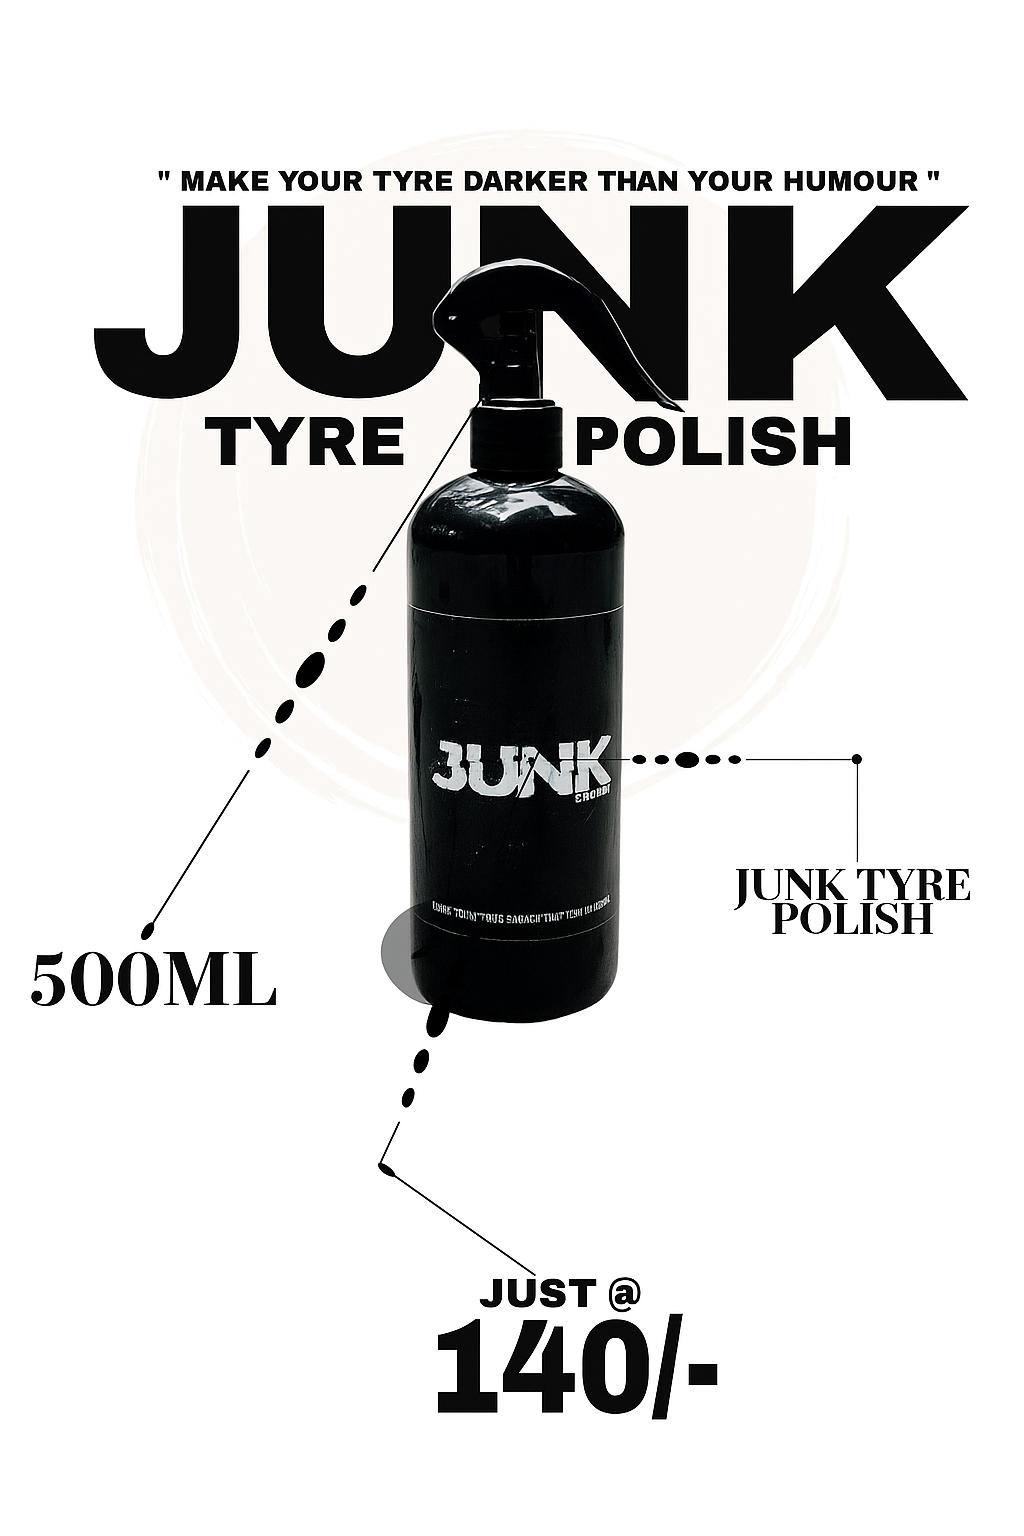 " MAKE YOUR TYRE DARKER THAN YOUR HUMOUR "
JUNK
TYRE POLISH
JUNK
JUNK TYRE
POLISH
500ML
JUST @
140/-